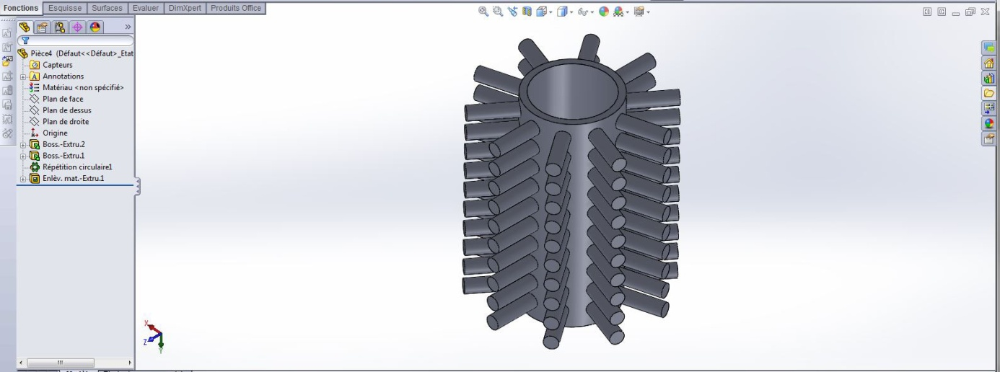 Fonctions Esquisse Surfaces Evaluer DimXpert Produits Office
Pièce4 (Défaut<<Défaut>_Etat
Capteurs
Annotations
Matériau <non spécifié>
Plan de face
Plan de dessus
Plan de droite
Origine
Boss.-Extru.2
Boss.-Extru.1
Répétition circulaire1
Enlèv. mat.-Extru.1
X
Z
Y